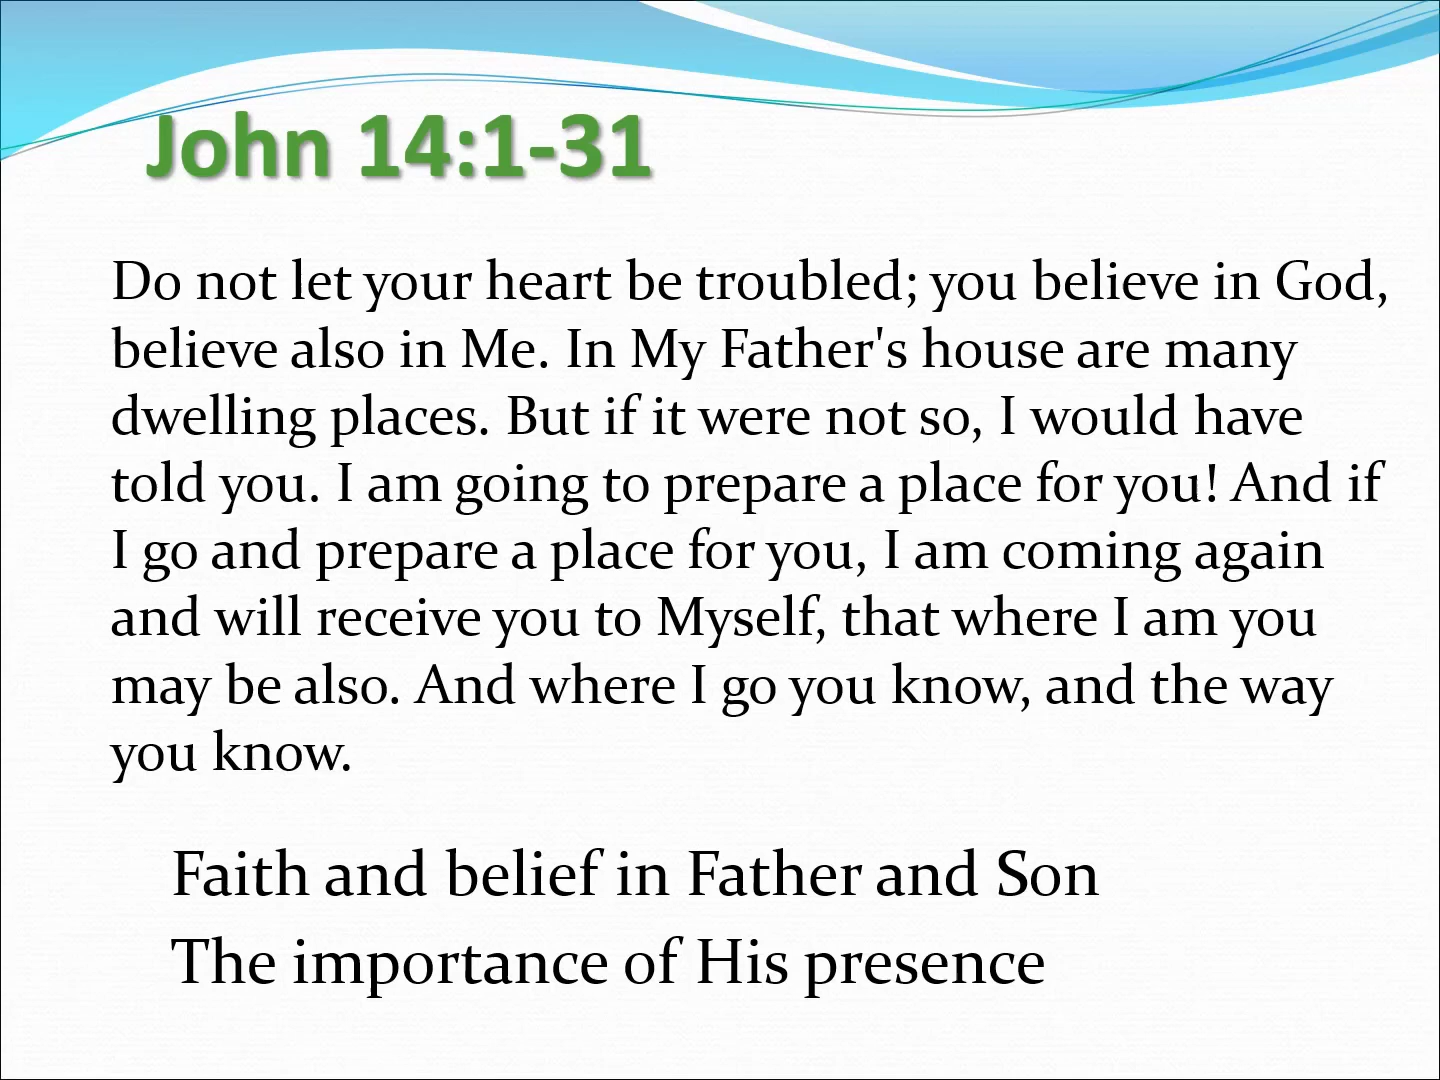 John 14:1-31
Do not let your heart be troubled; you believe in God,
believe also in Me. In My Father's house are many
dwelling places. But if it were not so, I would have
told you. I am going to prepare a place for you! And if
I go and prepare a place for you, I am coming again
and will receive you to Myself, that where I am you
may be also. And where I go you know, and the way
you know.
Faith and belief in Father and Son
The importance of His presence